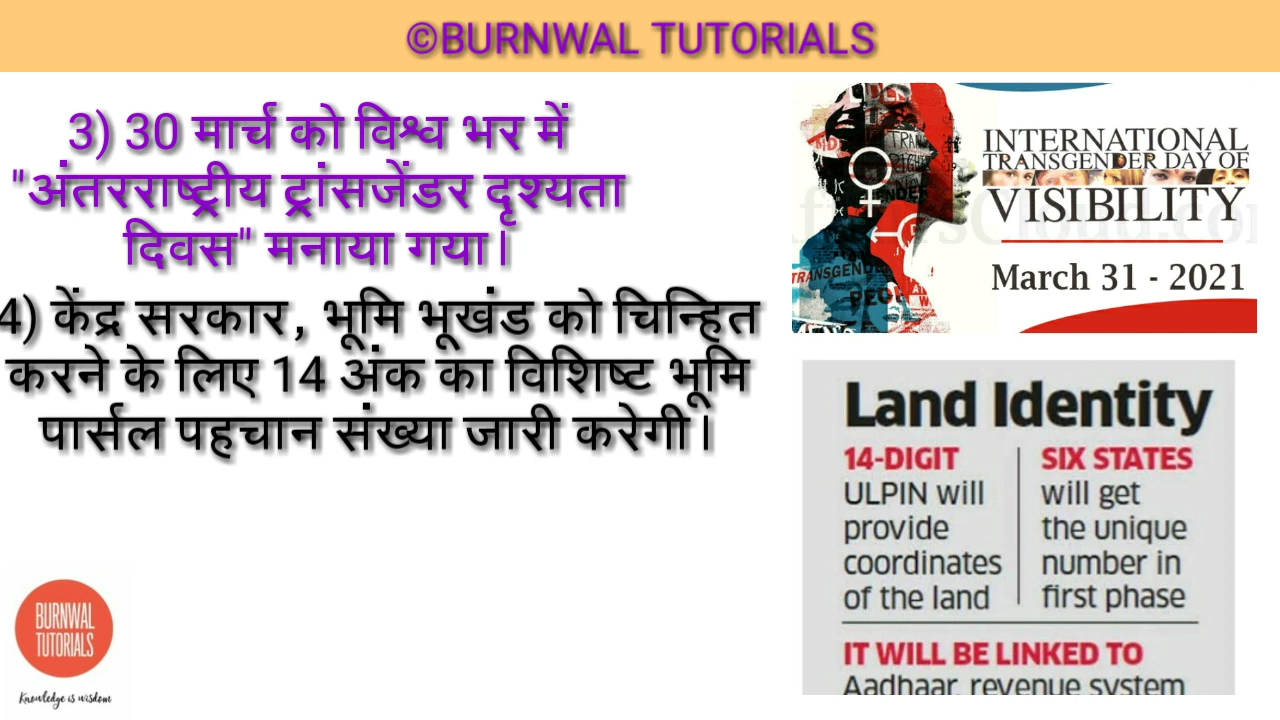 ©BURNWAL TUTORIALS
3) 30 मार्च को विश्व भर में
"अंतरराष्ट्रीय ट्रांसजेंडर दृश्यता
दिवस" मनाया गया।
4) केंद्र सरकार, भूमि भूखंड को चिन्हित
करने के लिए 14 अंक का विशिष्ट भूमि
पार्सल पहचान संख्या जारी करेगी।
INTERNATIONAL
TRANSGENDER DAY OF
VISIBILITY
March 31 - 2021
Land Identity
14-DIGIT
ULPIN will
provide
coordinates
of the land
SIX STATES
will get
the unique
number in
first phase
IT WILL BE LINKED TO
Aadhaar, revenue system
BURNWAL
TUTORIALS
Knowledge is wisdom